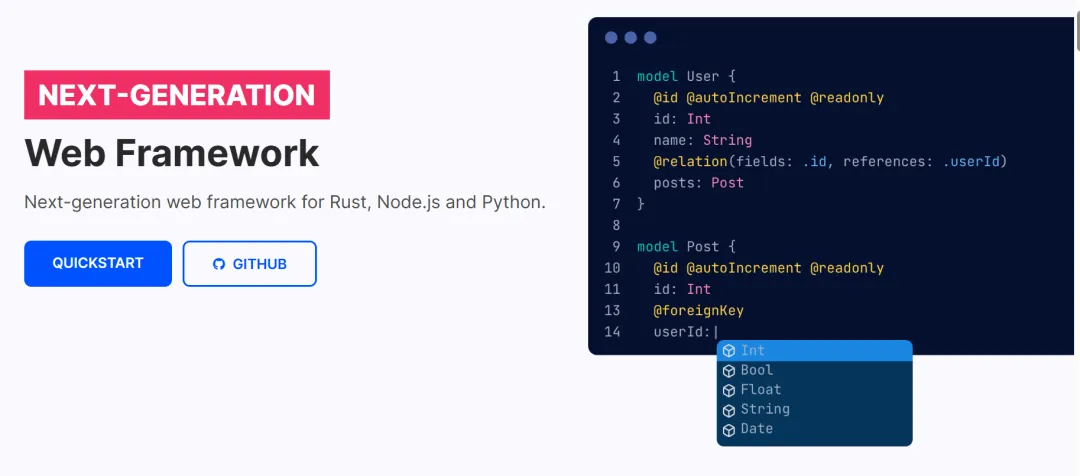 NEXT-GENERATION
Web Framework
Next-generation web framework for Rust, Node.js and Python.
QUICKSTART
GITHUB
1 model User {
2 @id @autoIncrement @readonly
3 id: Int
4 name: String
5 @relation(fields: .id, references: .userId)
6 posts: Post
7 }
8
9 model Post {
10 @id @autoIncrement @readonly
11 id: Int
13 @foreignKey
14 userId:|
Int
Bool
Float
String
Date